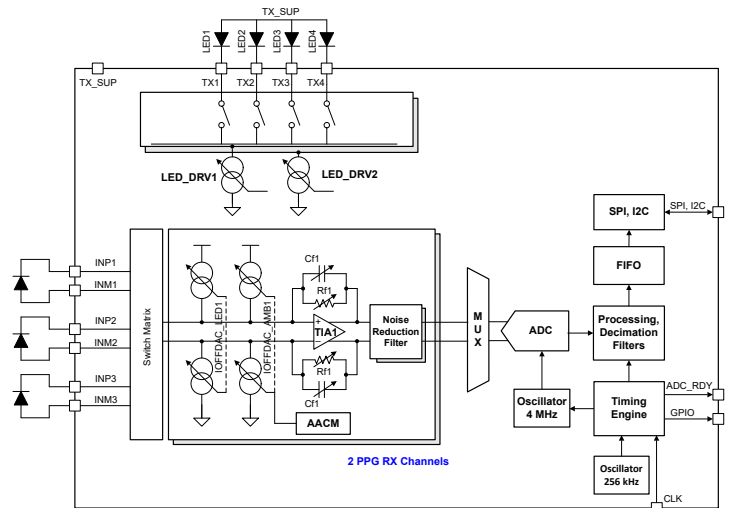 TX_SUP
LED1
LED2
LED3
LED4
TX_SUP
TX1
TX2
TX3
TX4
LED_DRV1
LED_DRV2
SPI, I2C
SPI, I2C
FIFO
INP1
INM1
INP2
INM2
INP3
INM3
Switch Matrix
IOFFDAC_LED1
IOFFDAC_AMB1
Cf1
Rf1
+
TIA1
−
Rf1
Cf1
AACM
Noise
Reduction
Filter
MUX
ADC
Processing,
Decimation
Filters
Oscillator
4 MHz
Timing
Engine
ADC_RDY
GPIO
Oscillator
256 kHz
CLK
2 PPG RX Channels